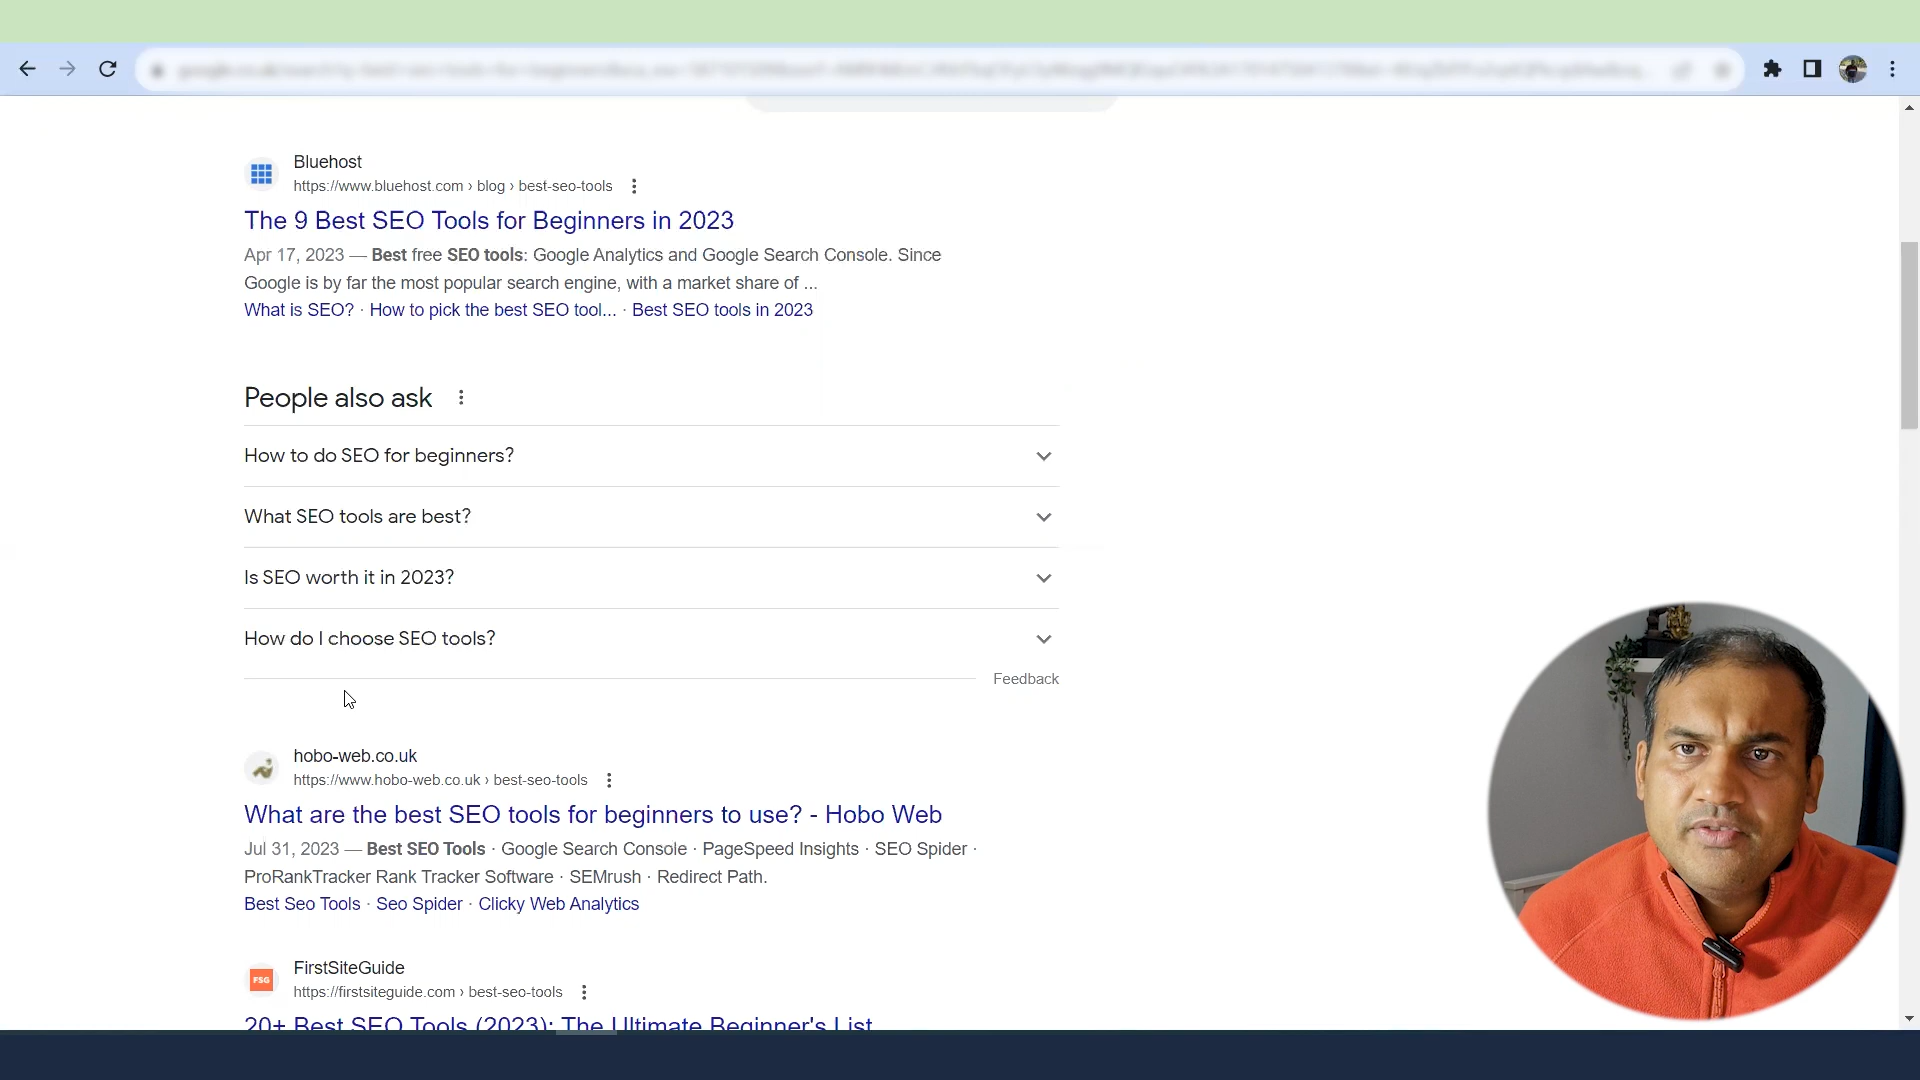 Bluehost
https://www.bluehost.com › blog › best-seo-tools
The 9 Best SEO Tools for Beginners in 2023
Apr 17, 2023 — Best free SEO tools: Google Analytics and Google Search Console. Since
Google is by far the most popular search engine, with a market share of ...
What is SEO? · How to pick the best SEO tool... · Best SEO tools in 2023
People also ask
How to do SEO for beginners?
What SEO tools are best?
Is SEO worth it in 2023?
How do I choose SEO tools?
Feedback
hobo-web.co.uk
https://www.hobo-web.co.uk › best-seo-tools
What are the best SEO tools for beginners to use? - Hobo Web
Jul 31, 2023 — Best SEO Tools · Google Search Console · PageSpeed Insights · SEO Spider ·
ProRankTracker Rank Tracker Software · SEMrush · Redirect Path.
Best Seo Tools · Seo Spider · Clicky Web Analytics
FSG
FirstSiteGuide
https://firstsiteguide.com › best-seo-tools
20+ Best SEO Tools (2023): The Ultimate Beginner's List